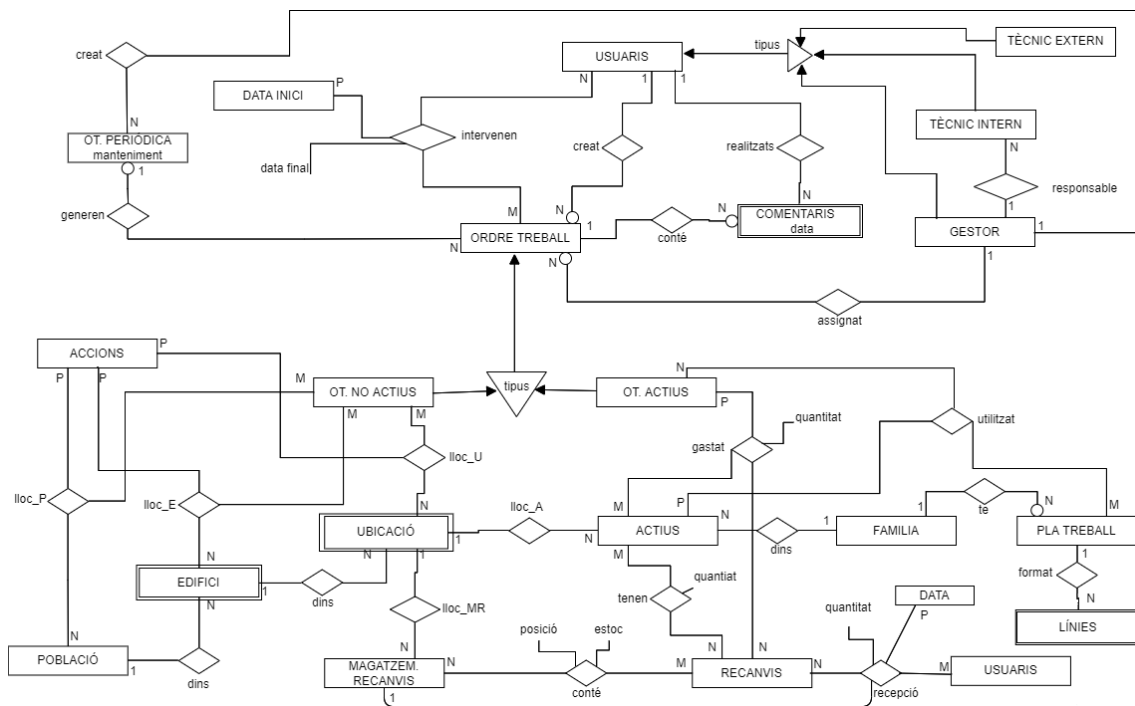 TÈCNIC EXTERN
tipus
USUARIS
creat
N
1
1
P
DATA INICI
TÈCNIC INTERN
N
OT. PERIÒDICA
manteniment
intervenen
creat
realitzats
N
1
data final
responsable
1
generen
M
N
N
N
COMENTARIS
data
1
1
GESTOR
1
conté
N
ORDRE TREBALL
N
1
assignat
ACCIONS
P
P
P
M
N
OT. NO ACTIUS
tipus
OT. ACTIUS
M
M
P
quantitat
utilitzat
gastat
lloc_U
lloc_P
lloc_E
lloc_A
te
N
1
N
M
P
M
UBICACIÓ
1
N
ACTIUS
N
1
FAMILIA
PLA TREBALL
N
N
1
M
dins
1
EDIFICI
1
dins
quantiat
format
N
lloc_MR
tenen
DATA
P
N
quantitat
LÍNIES
posició
estoc
N
N
N
N
POBLACIÓ
1
dins
MAGATZEM.
RECANVIS
N
M
RECANVIS
N
M
USUARIS
conté
recepció
1